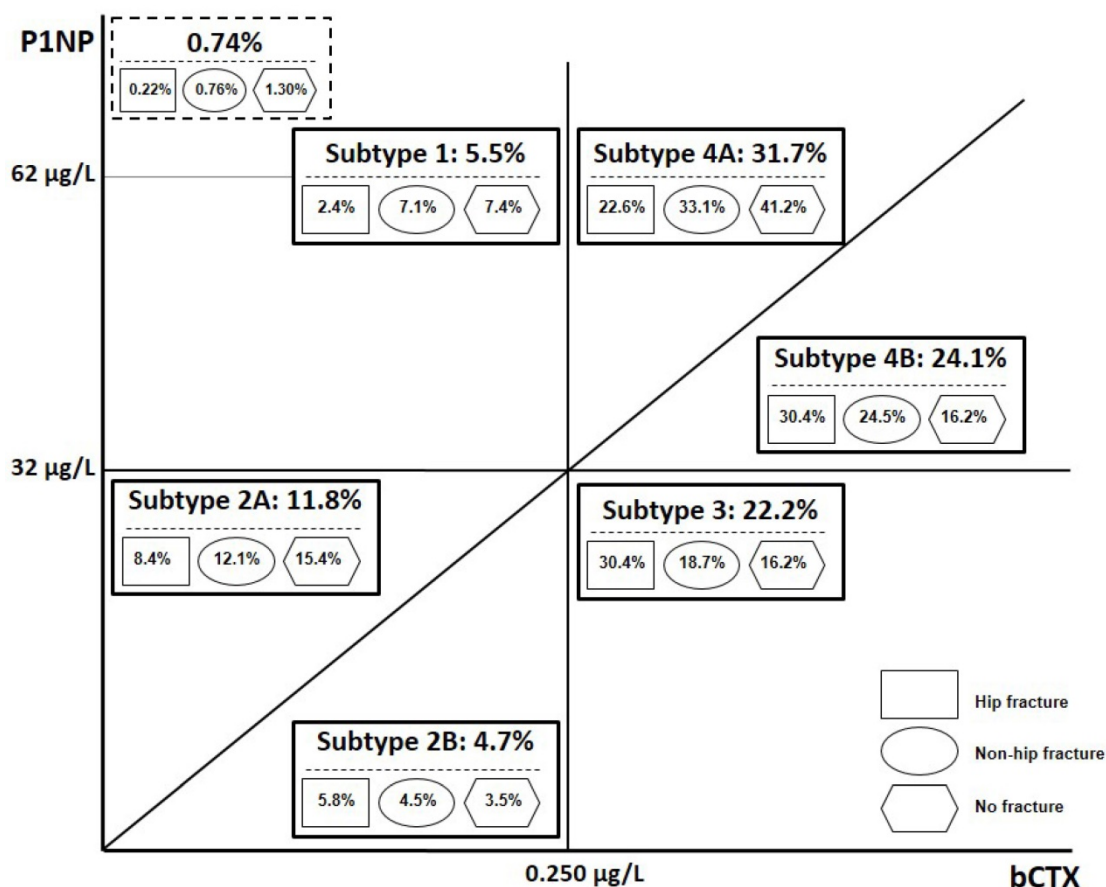 P1NP
0.74%
0.22% 0.76% 1.30%
62 µg/L
Subtype 1: 5.5%
2.4% 7.1% 7.4%
Subtype 4A: 31.7%
22.6% 33.1% 41.2%
Subtype 4B: 24.1%
30.4% 24.5% 16.2%
32 µg/L
Subtype 2A: 11.8%
8.4% 12.1% 15.4%
Subtype 3: 22.2%
30.4% 18.7% 16.2%
Subtype 2B: 4.7%
5.8% 4.5% 3.5%
Hip fracture
Non-hip fracture
No fracture
0.250 µg/L
bCTX